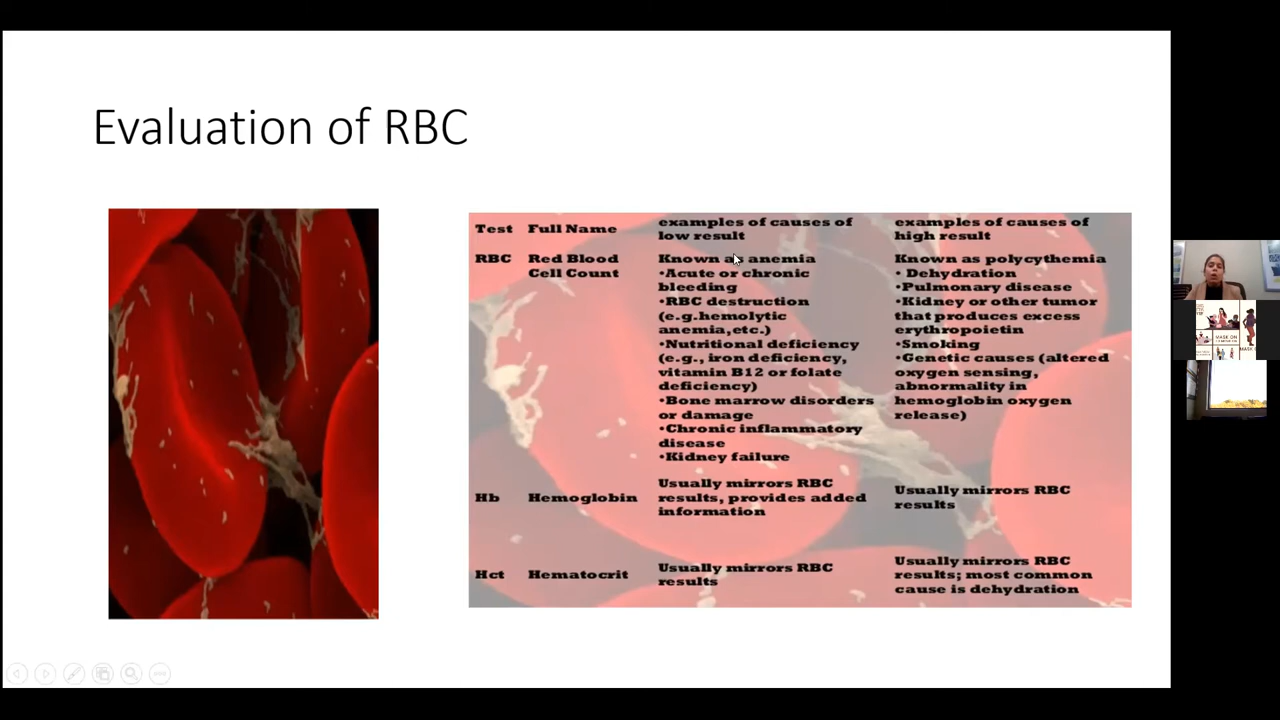 Evaluation of RBC
Test
Full Name
examples of causes of
low result
examples of causes of
high result
RBC
Red Blood
Cell Count
Known as anemia
•Acute or chronic
bleeding
•RBC destruction
(e.g.hemolytic
anemia,etc.)
•Nutritional deficiency
(e.g., iron deficiency,
vitamin B12 or folate
deficiency)
•Bone marrow disorders
or damage
•Chronic inflammatory
disease
•Kidney failure
Known as polycythemia
• Dehydration
•Pulmonary disease
•Kidney or other tumor
that produces excess
erythropoietin
•Smoking
•Genetic causes (altered
oxygen sensing,
abnormality in
hemoglobin oxygen
release)
Hb
Hemoglobin
Usually mirrors RBC
results, provides added
information
Usually mirrors RBC
results
Hct
Hematocrit
Usually mirrors RBC
results
Usually mirrors RBC
results; most common
cause is dehydration
MASK ON